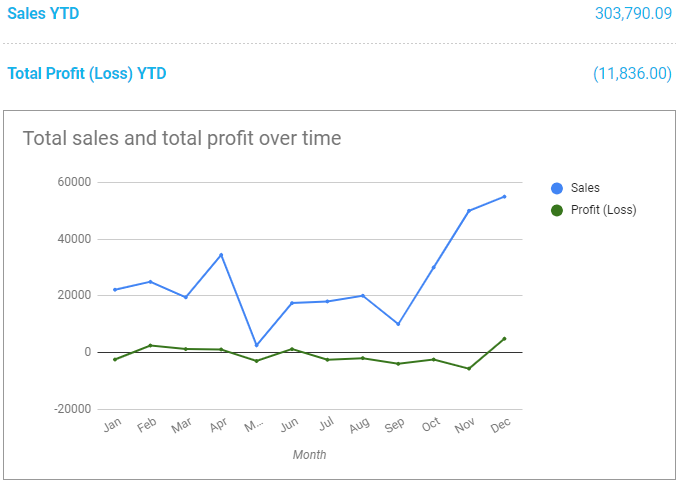 Sales YTD 303,790.09
Total Profit (Loss) YTD (11,836.00)
Total sales and total profit over time
60000
40000
20000
0
-20000
Sales
Profit (Loss)
Jan Feb Mar Apr M... Jun Jul Aug Sep Oct Nov Dec
Month